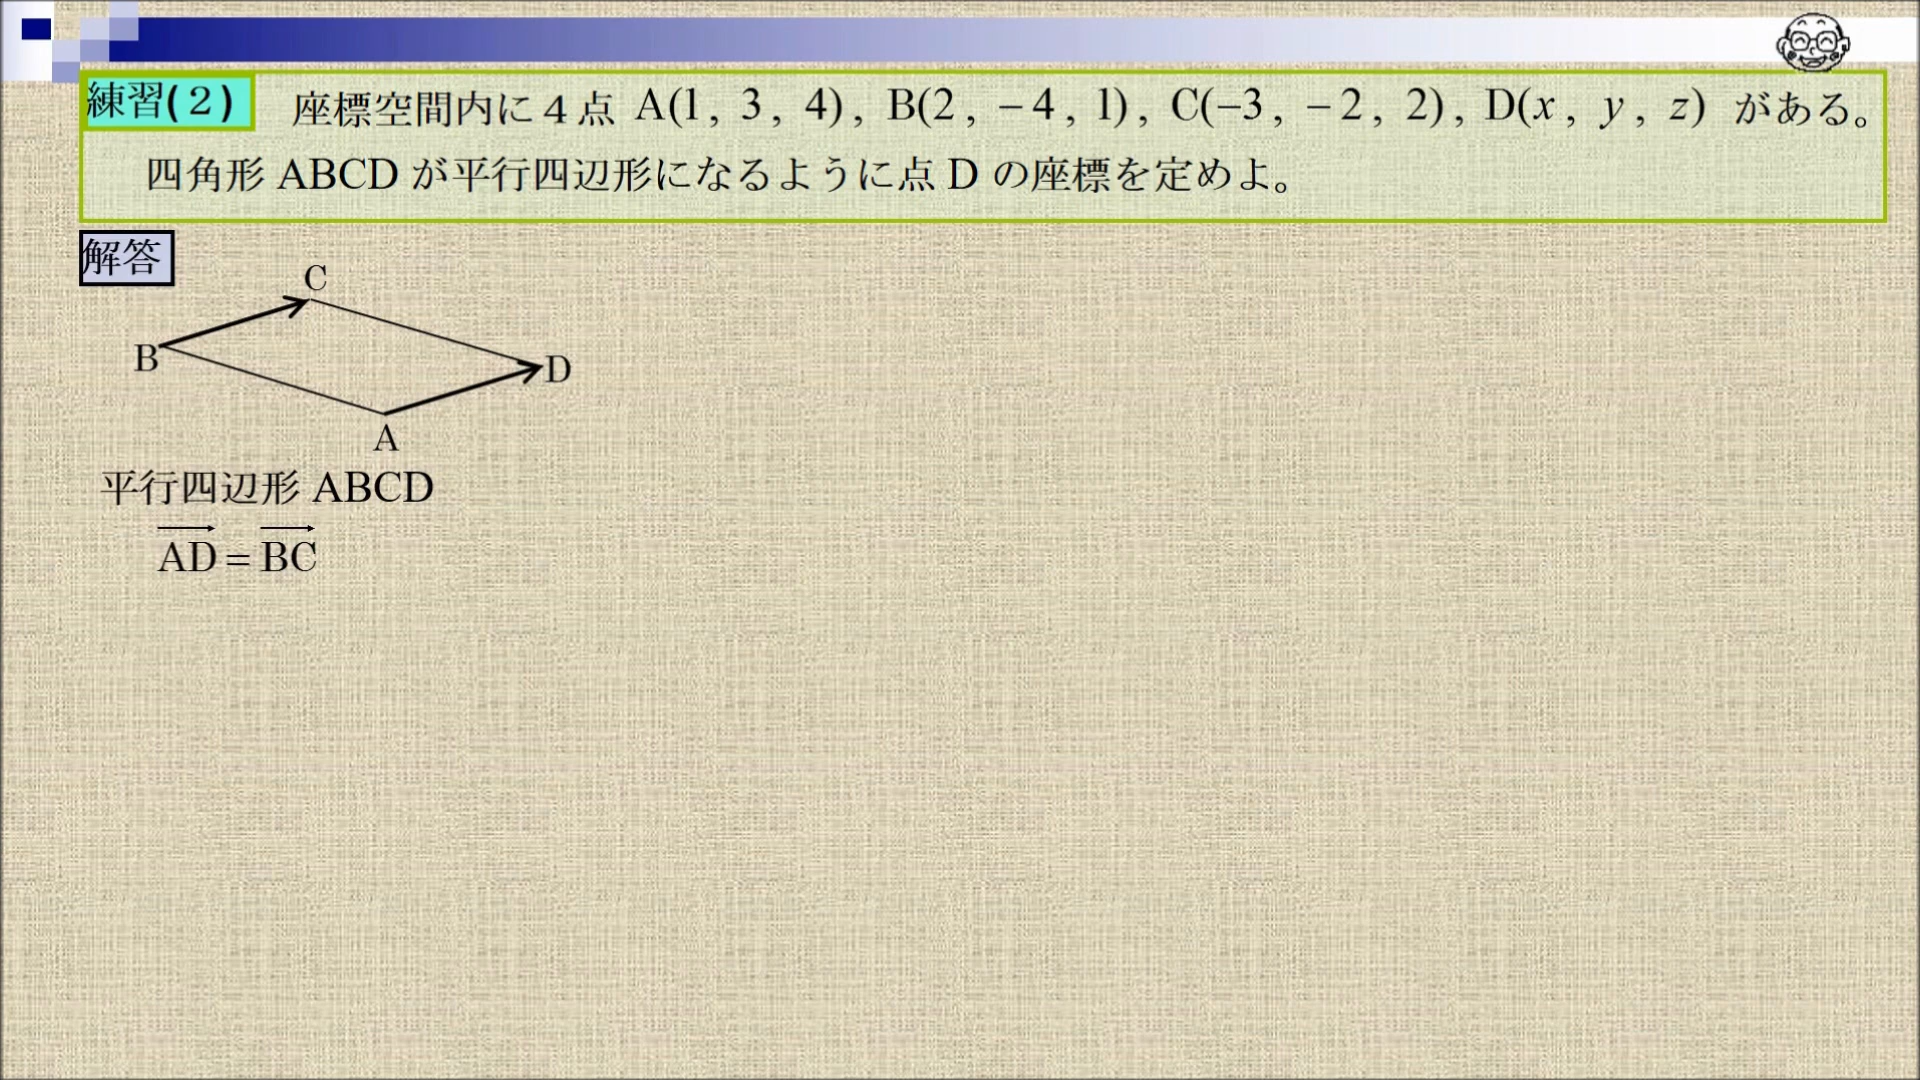 練習(２) 座標空間内に４点 A(1, 3, 4), B(2, −4, 1), C(−3, −2, 2), D(x, y, z) がある。
四角形 ABCD が平行四辺形になるように点 D の座標を定めよ。
解答
C
B
D
A
平行四辺形 ABCD
$\overrightarrow{AD} = \overrightarrow{BC}$